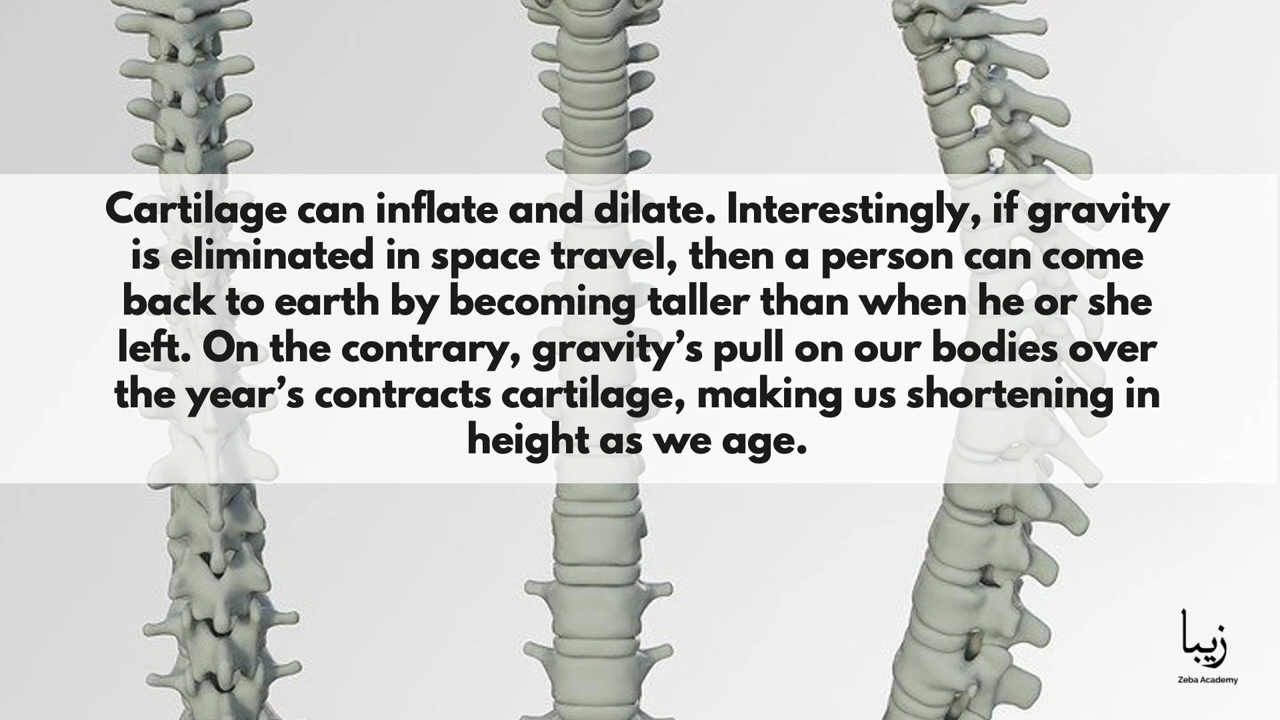 Cartilage can inflate and dilate. Interestingly, if gravity
is eliminated in space travel, then a person can come
back to earth by becoming taller than when he or she
left. On the contrary, gravity’s pull on our bodies over
the year’s contracts cartilage, making us shortening in
height as we age.
زيبا
Zeba Academy